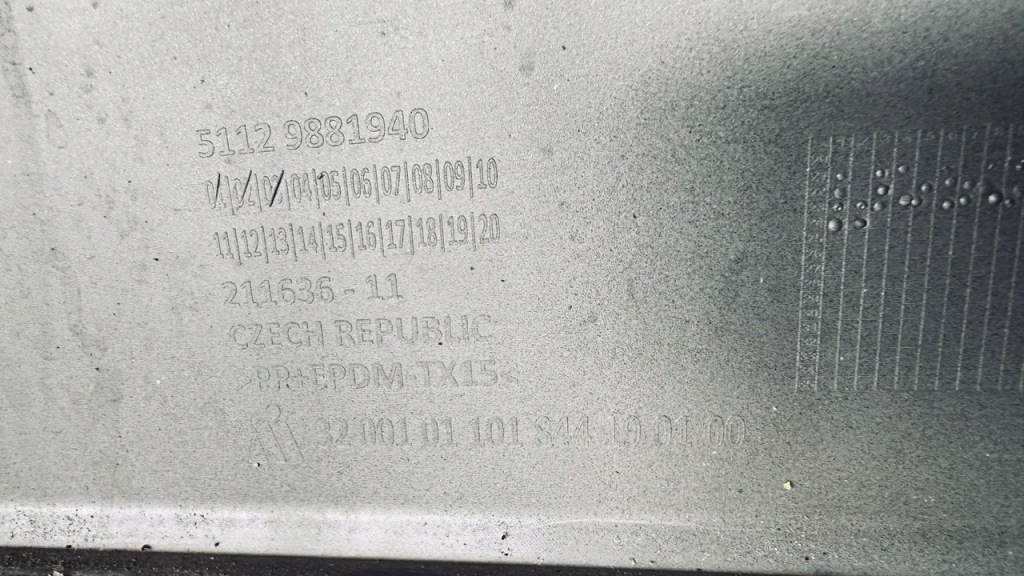 5112 9881940
01|02|03|04|05|06|07|08|09|10
11|12|13|14|15|16|17|18|19|20
211636 - 11
CZECH REPUBLIC
>PP+EPDM-TX15<
32 001 01 101 844 19 01 00